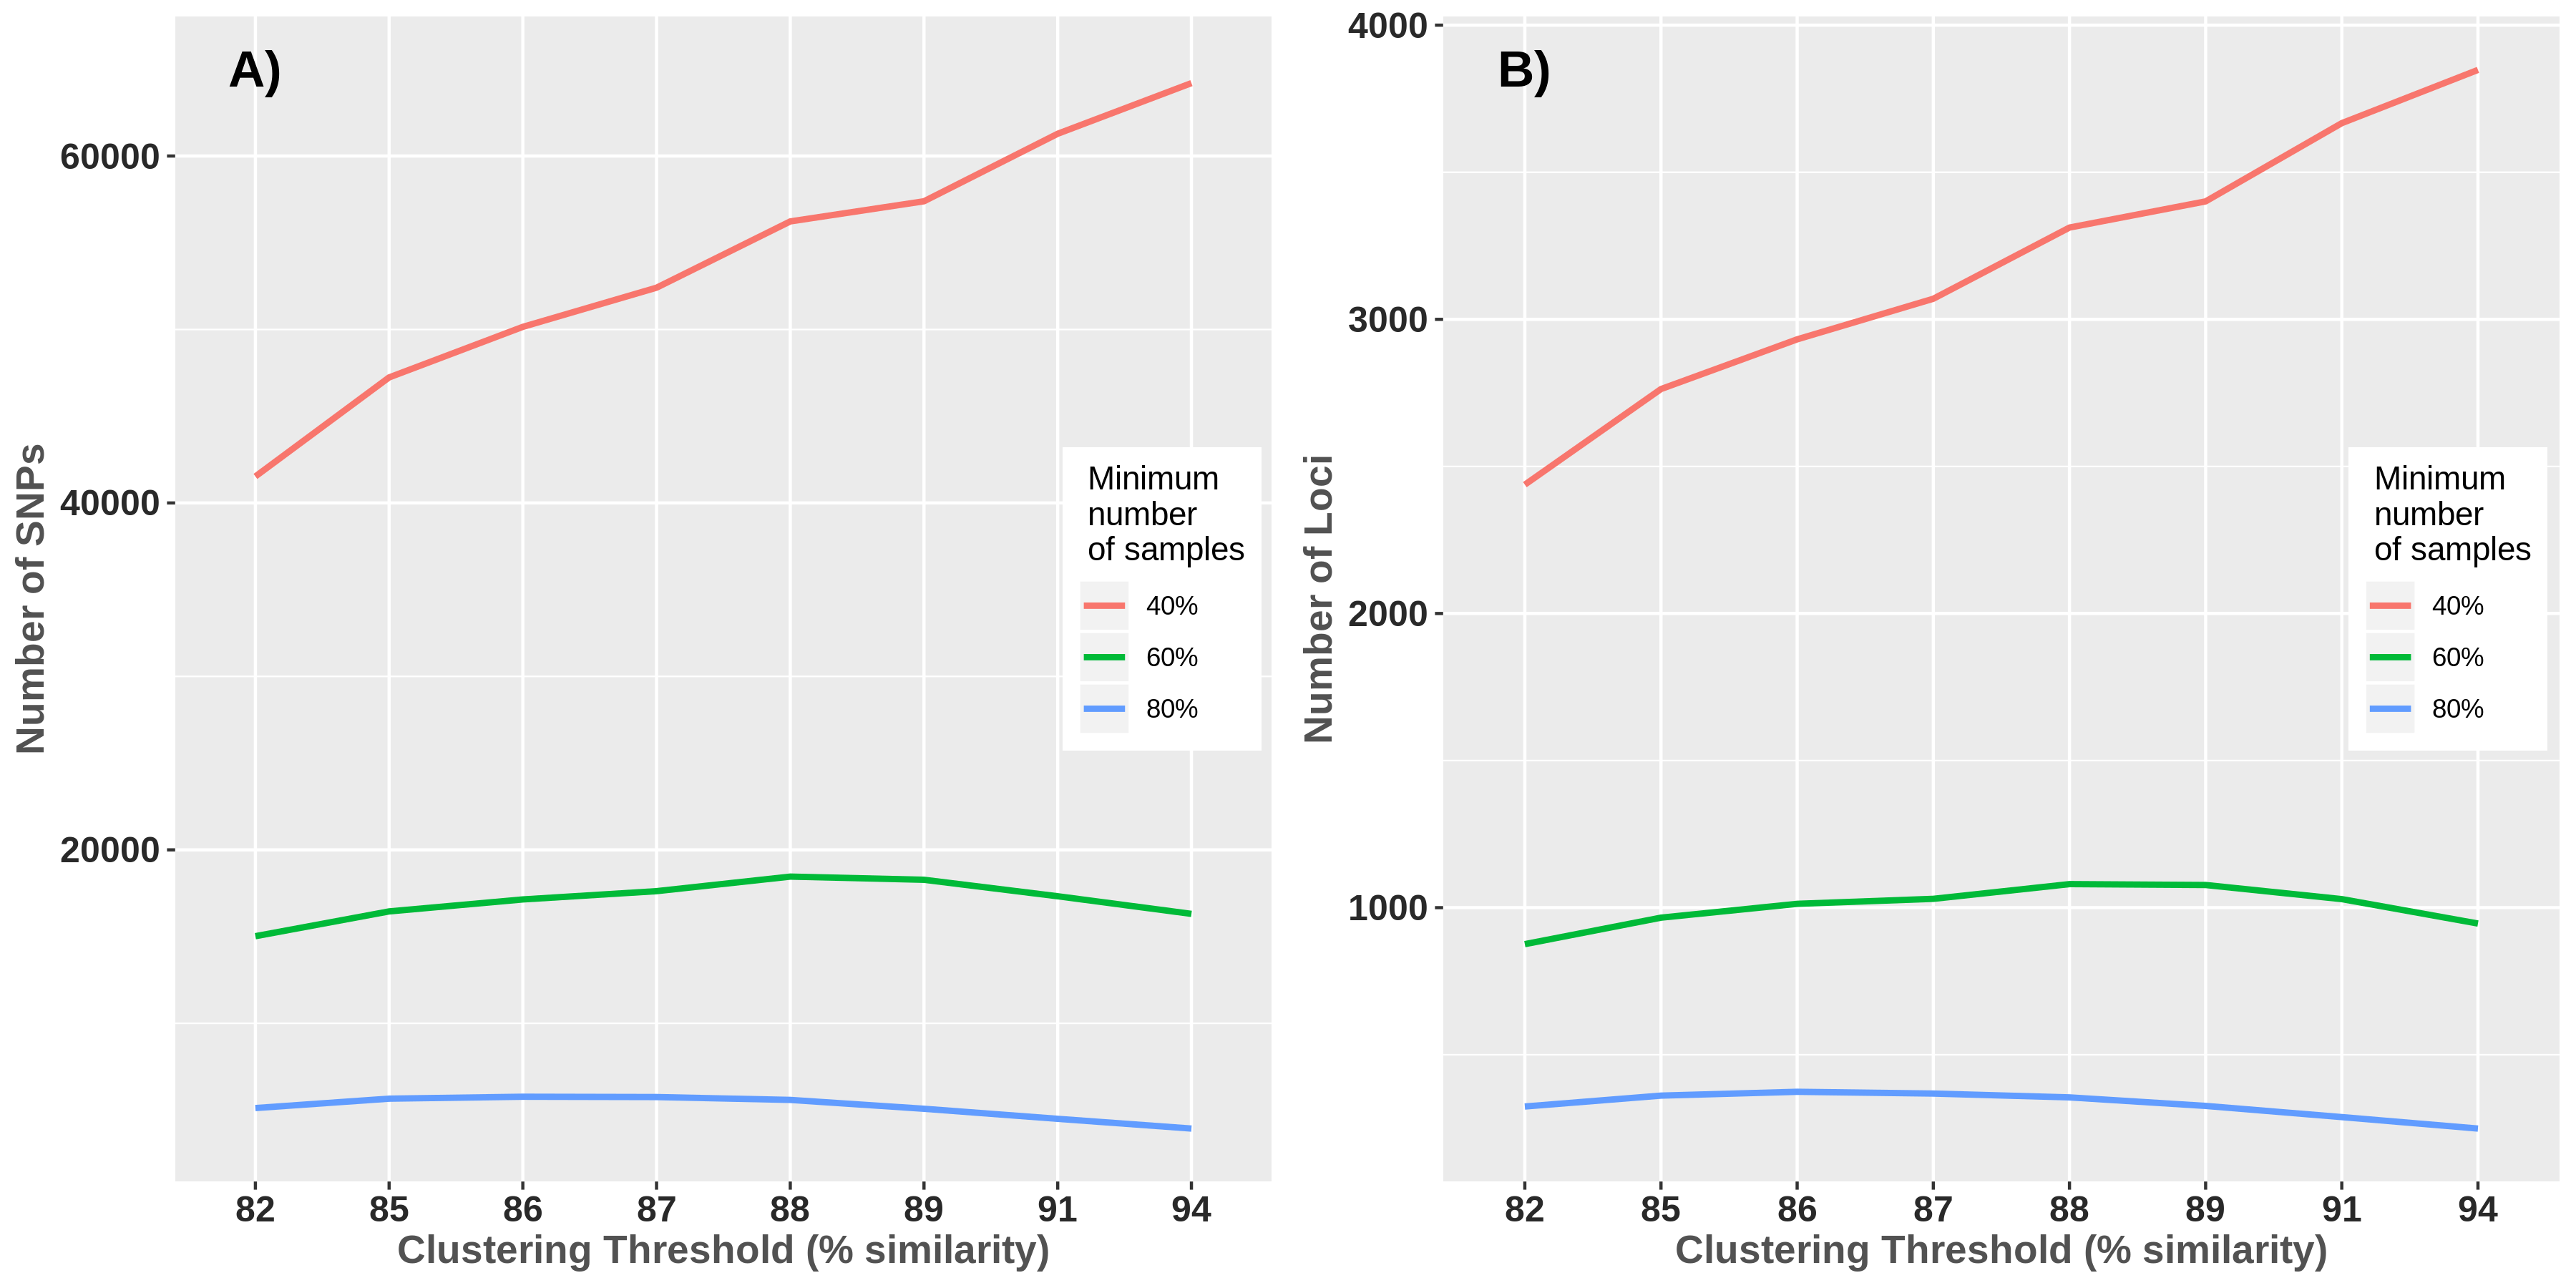 A)
60000
40000
20000
Number of SNPs
Minimum
number
of samples
40%
60%
80%
82 85 86 87 88 89 91 94
Clustering Threshold (% similarity)
B)
4000
3000
2000
1000
Number of Loci
Minimum
number
of samples
40%
60%
80%
82 85 86 87 88 89 91 94
Clustering Threshold (% similarity)